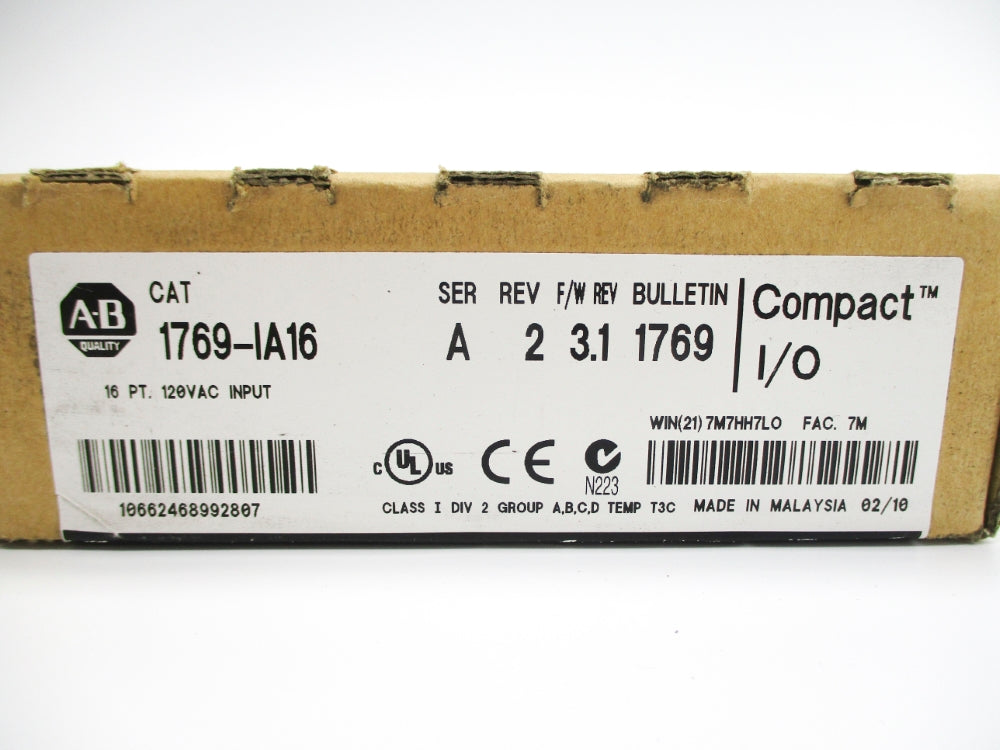 A-B
QUALITY
CAT
1769-IA16
16 PT. 120VAC INPUT
SER REV F/W REV BULLETIN
A 2 3.1 1769
Compact™
I/O
WIN(21) 7M7HH7LO FAC. 7M
10662468992807
c UL us
CE
N223
CLASS I DIV 2 GROUP A,B,C,D TEMP T3C
MADE IN MALAYSIA 02/10